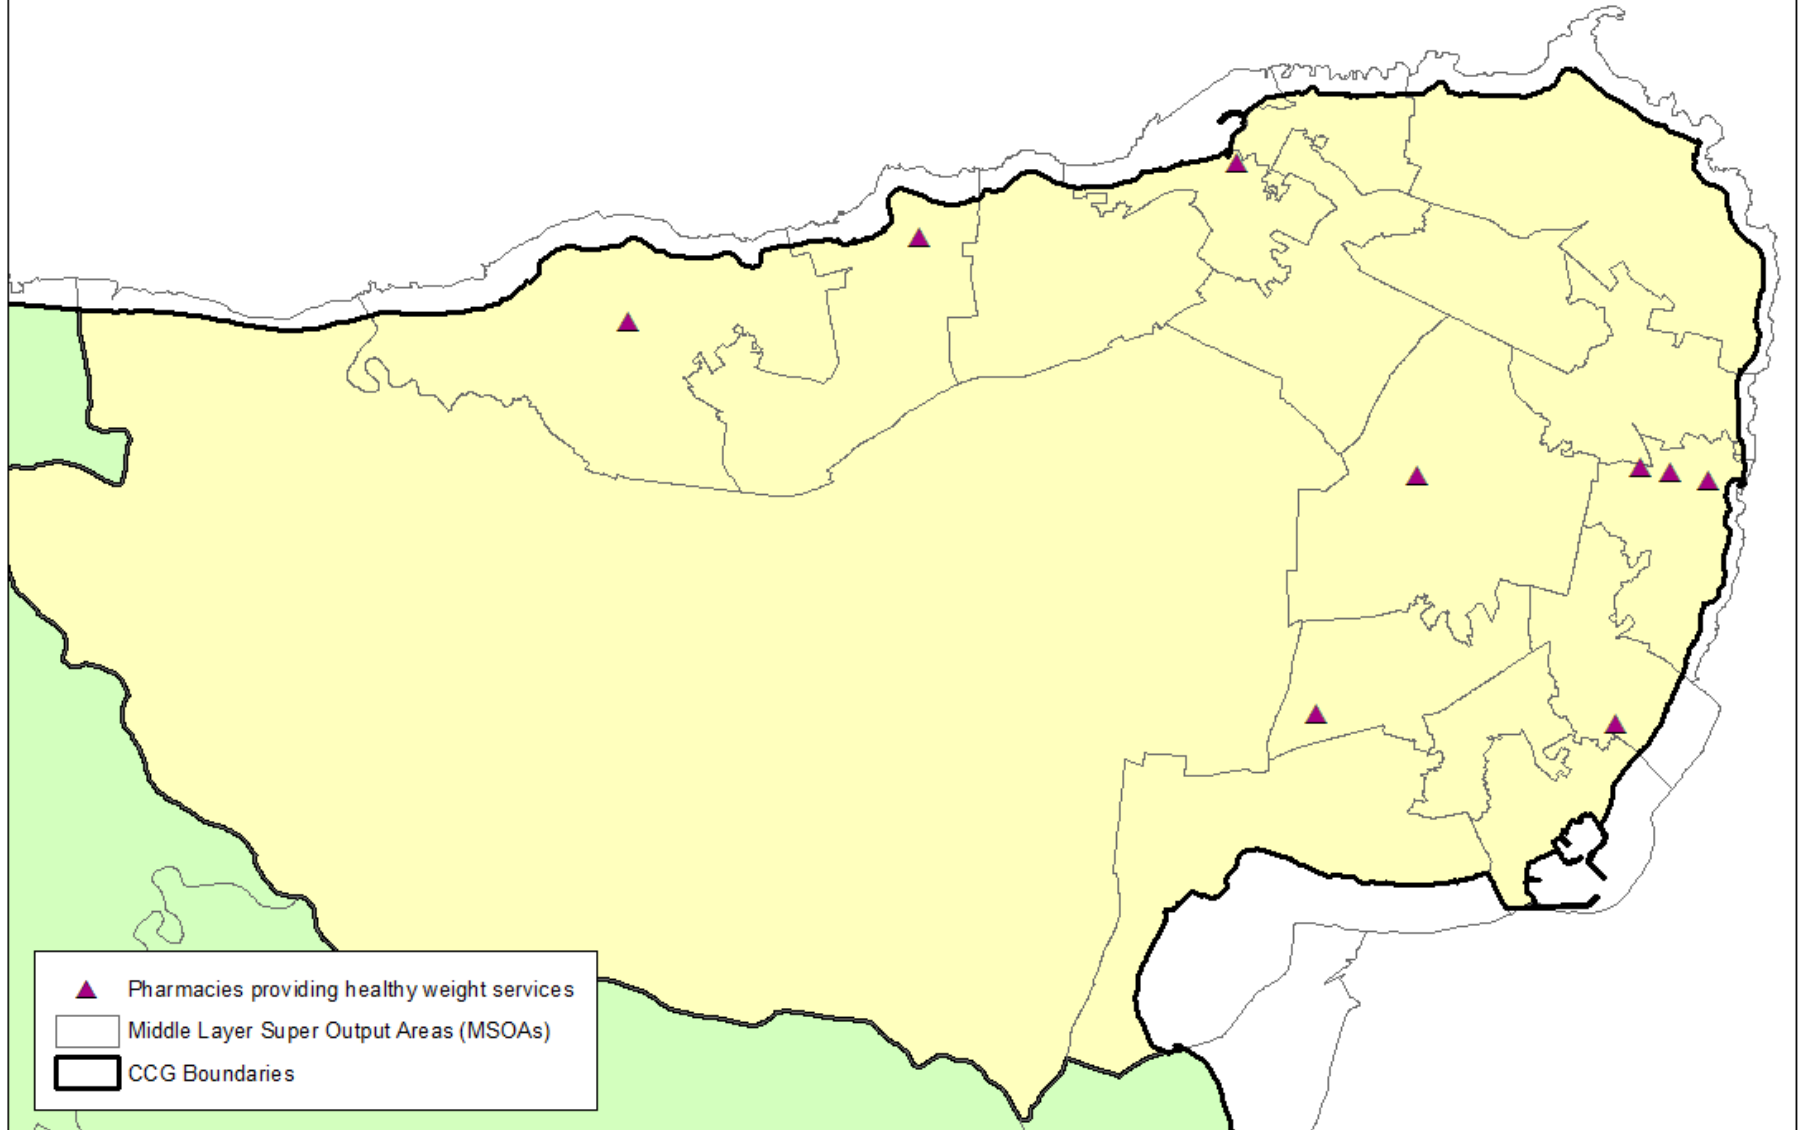 Pharmacies providing healthy weight services
Middle Layer Super Output Areas (MSOAs)
CCG Boundaries